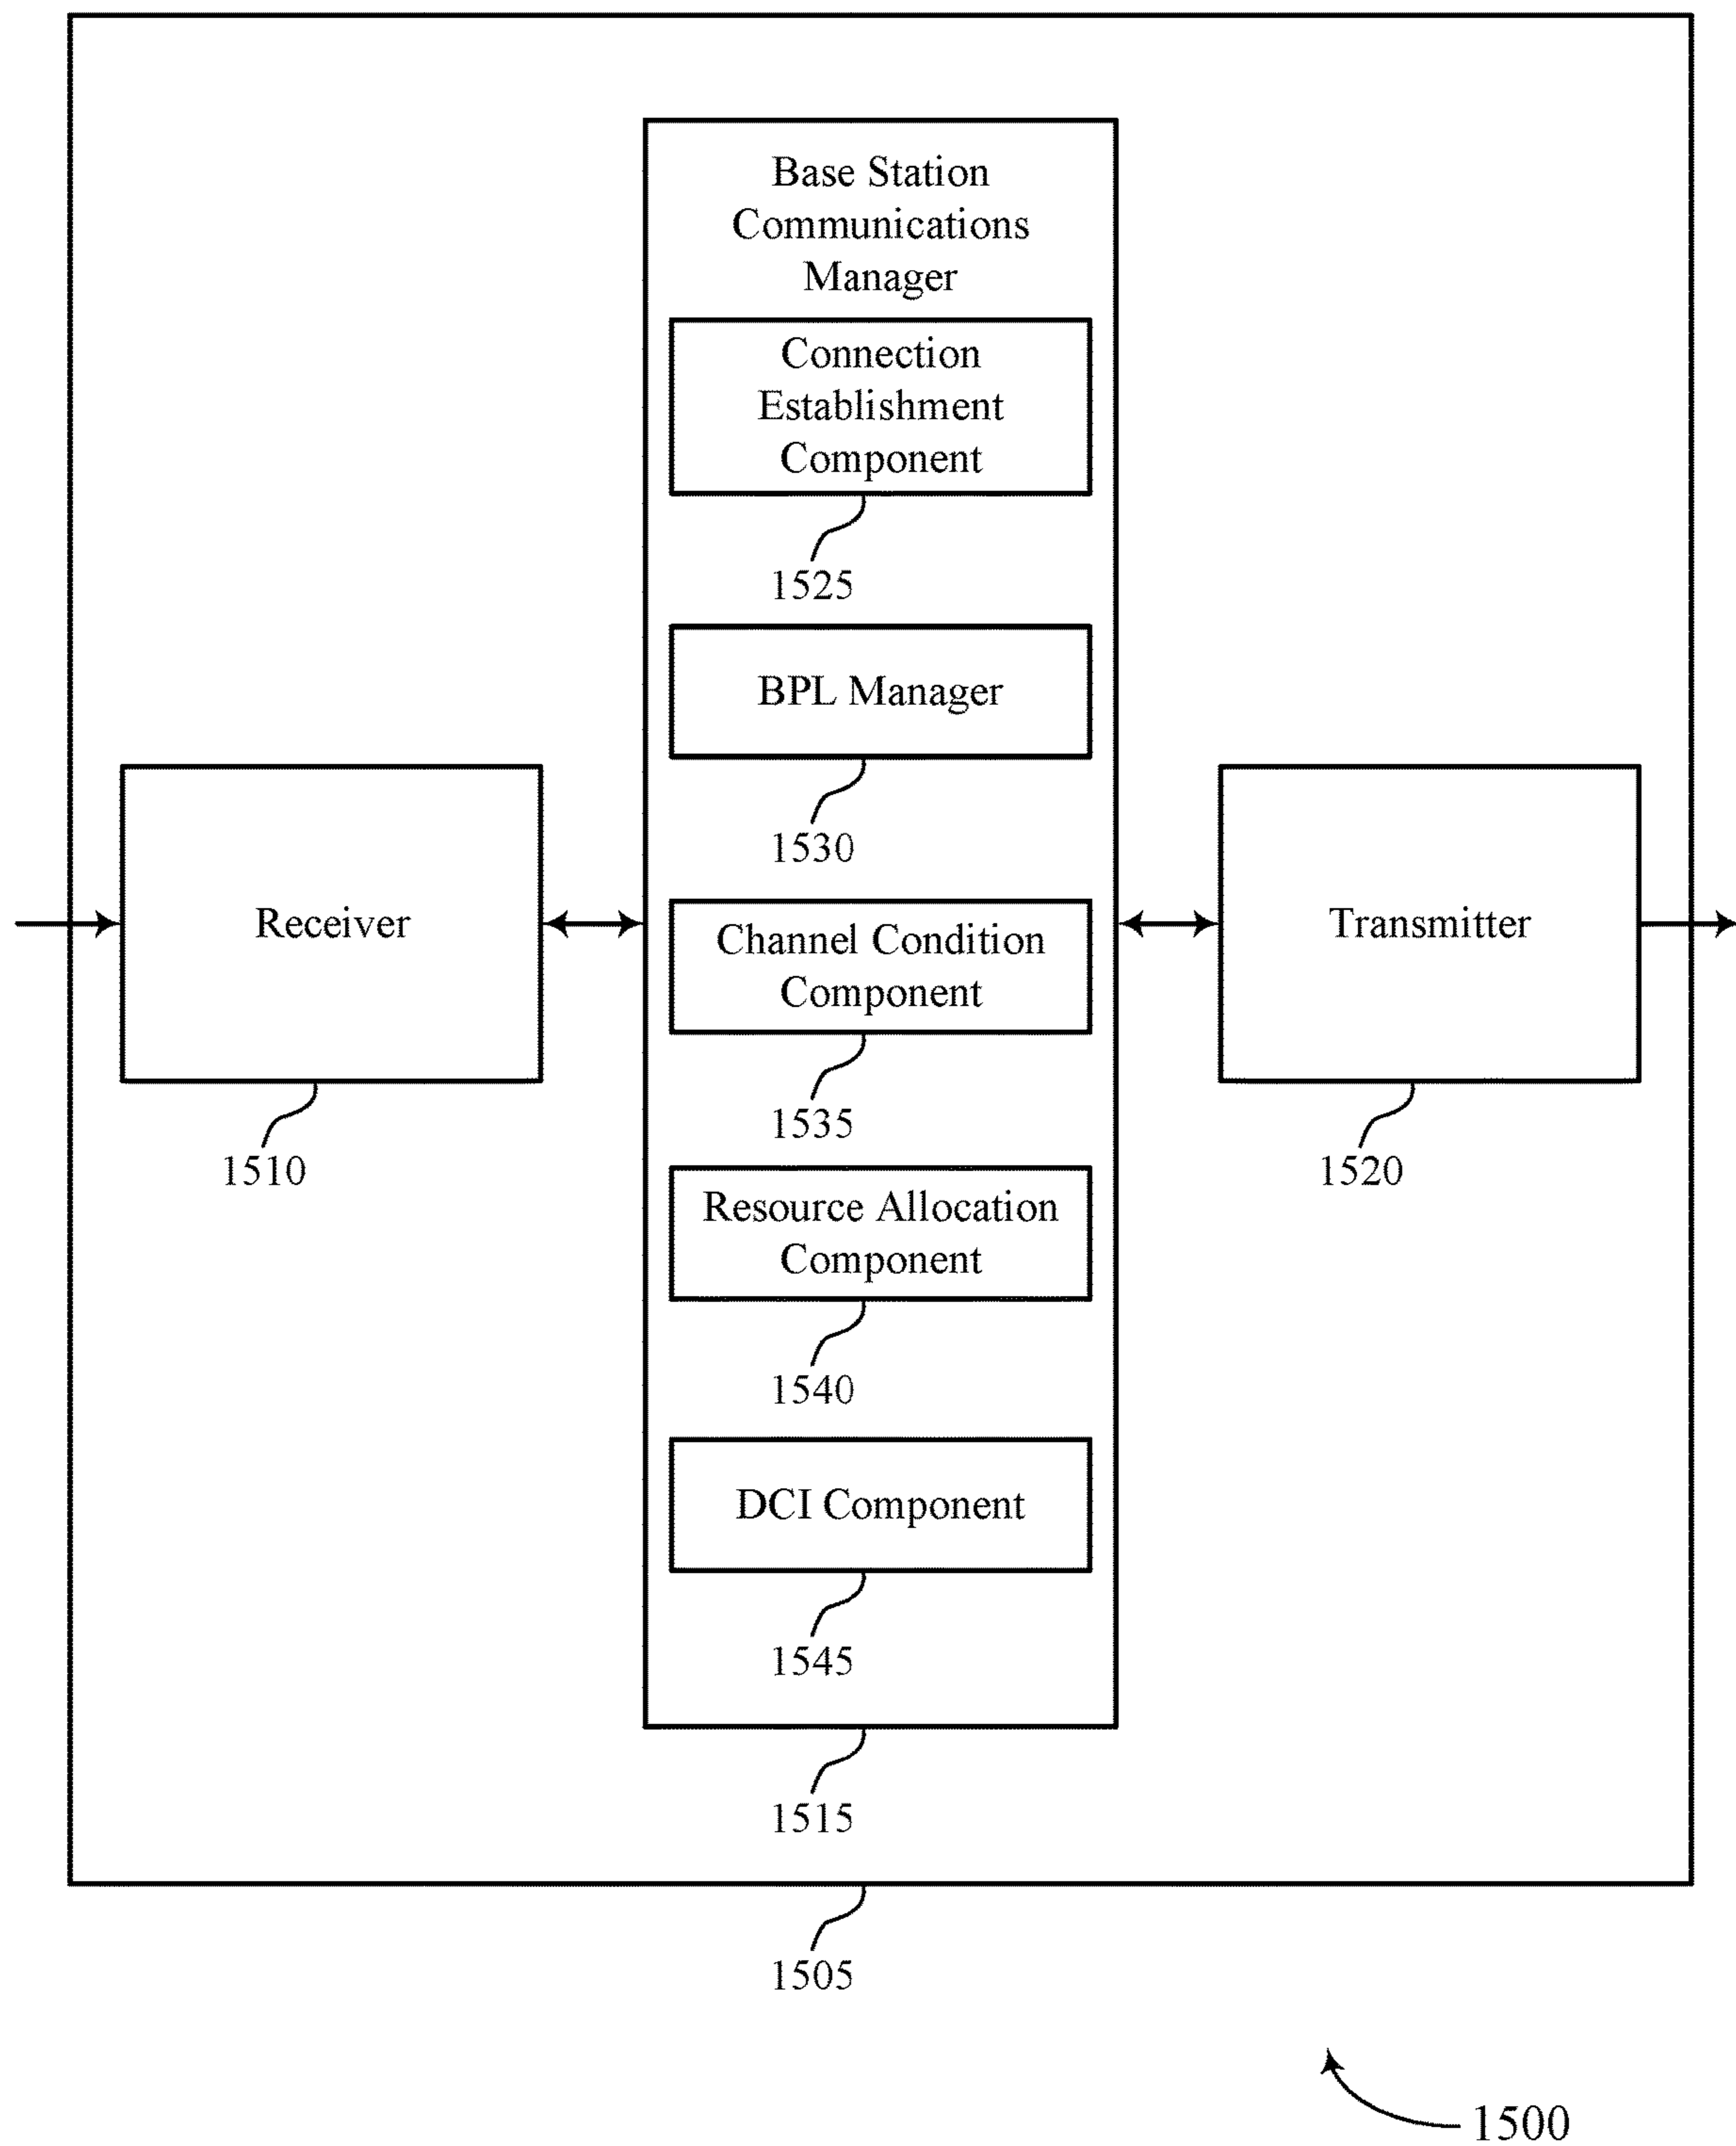 Base Station
Communications
Manager
Connection
Establishment
Component
1525
BPL Manager
1530
Receiver
1510
Channel Condition
Component
1535
Transmitter
1520
Resource Allocation
Component
1540
DCI Component
1545
1515
1505
1500